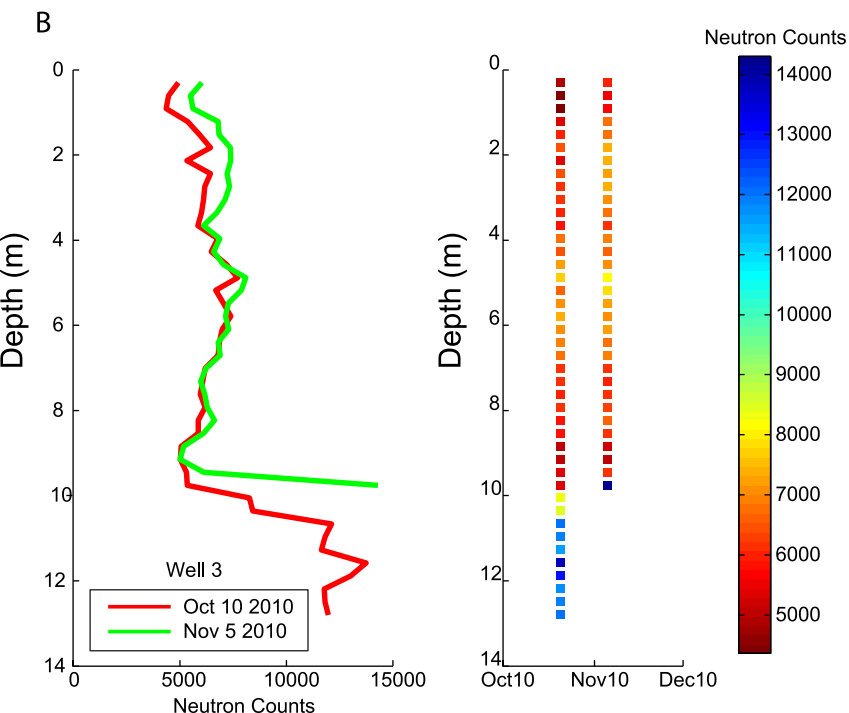 B
Neutron Counts
0
2
4
6
8
10
12
14
Depth (m)
0
5000
10000
15000
Neutron Counts
Well 3
Oct 10 2010
Nov 5 2010
0
2
4
6
8
10
12
14
Depth (m)
Oct10
Nov10
Dec10
14000
13000
12000
11000
10000
9000
8000
7000
6000
5000